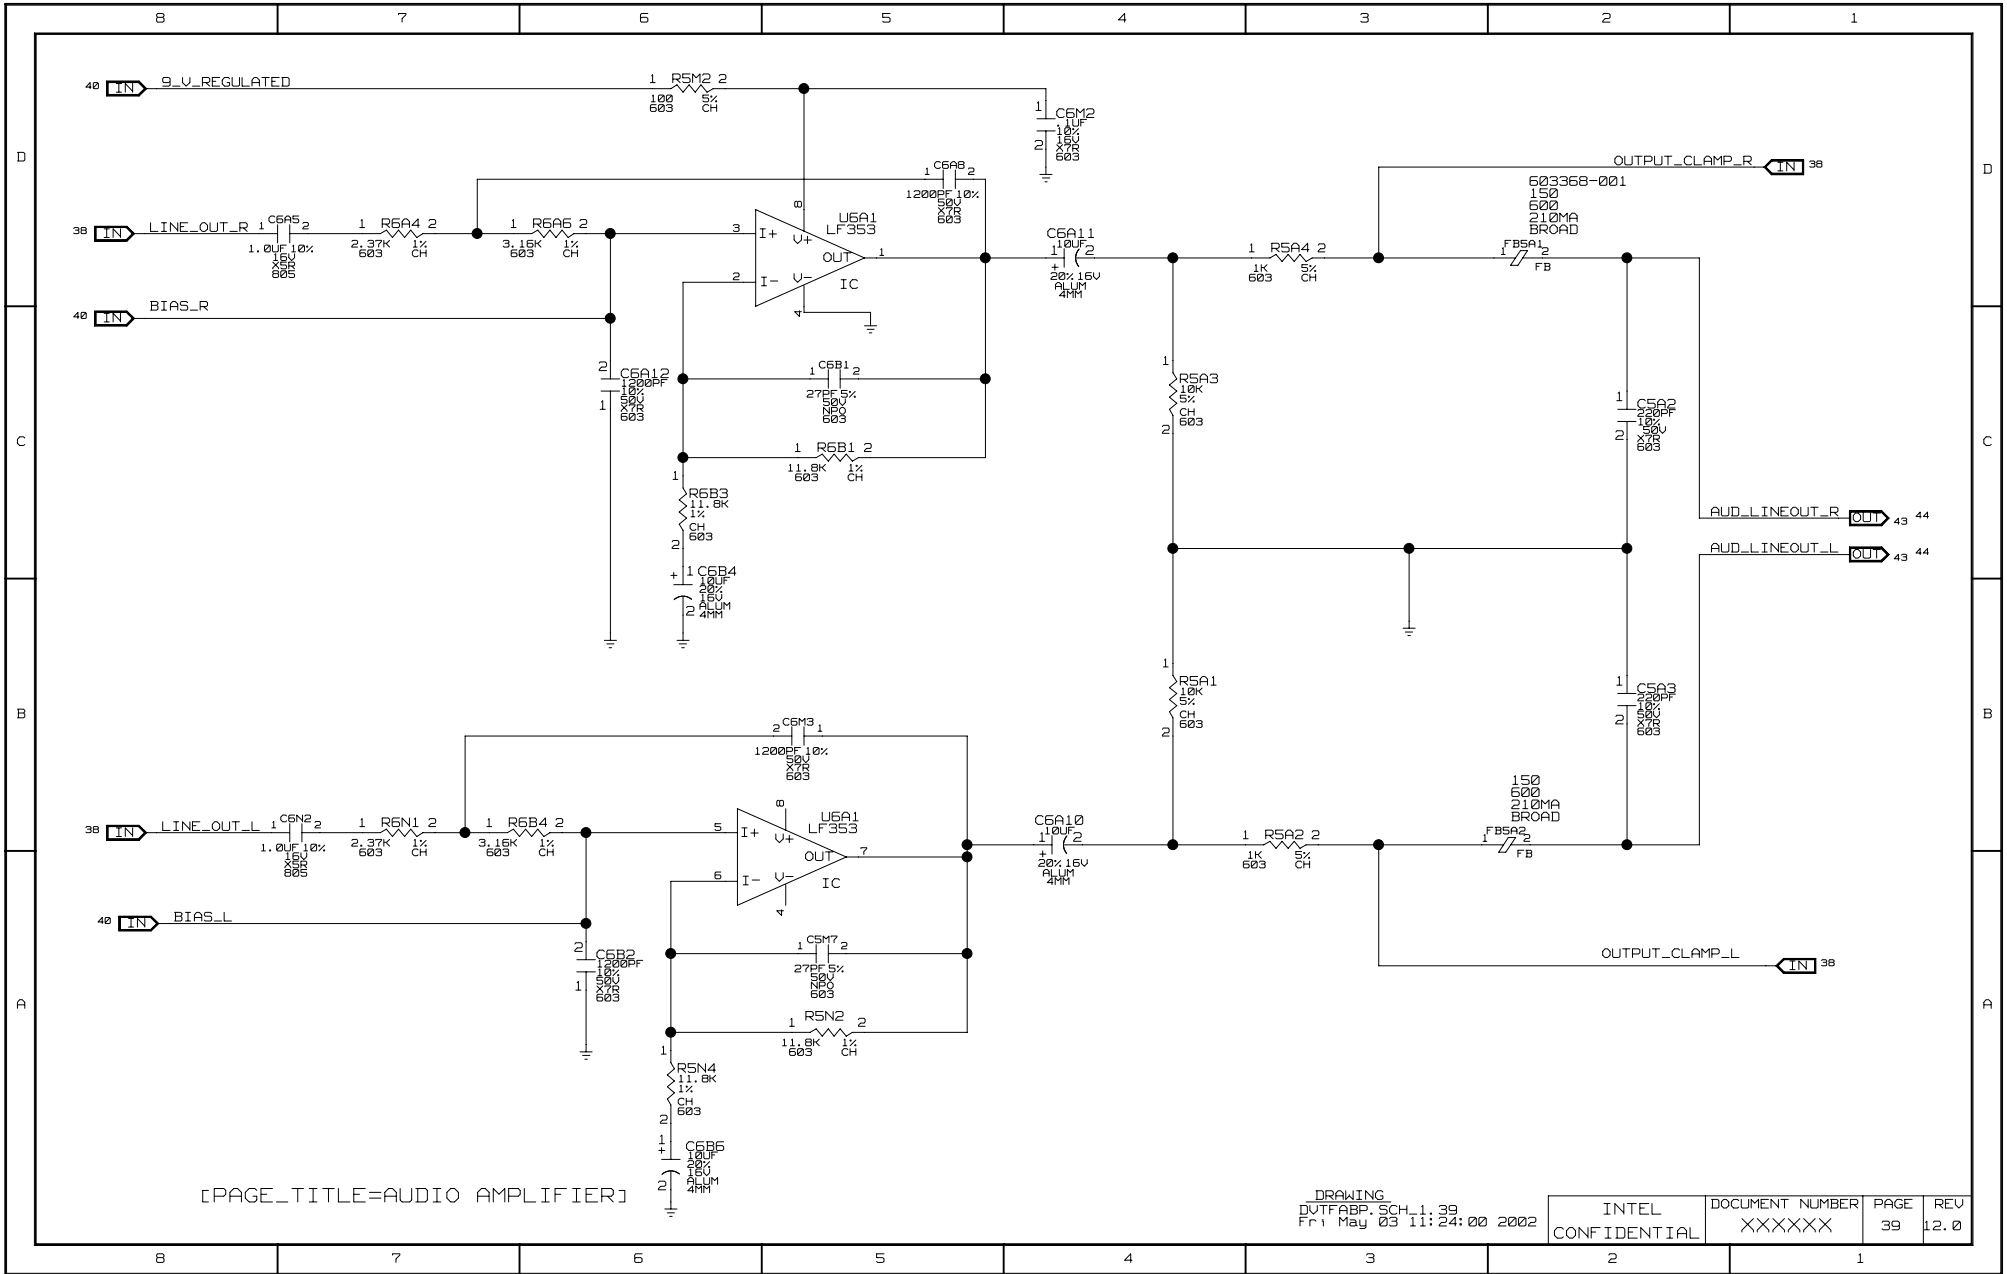 8 7 6 5 4 3 2 1
D
C
B
A
40 IN 9_V_REGULATED
1 R5M2 2
100 5%
603 CH
1 C6M2
.1UF
10%
16V
2 X7R
603
OUTPUT_CLAMP_R IN 38
603368-001
150
600
210MA
BROAD
C6A8
1 2
1200PF 10%
50V
X7R
603
38 IN LINE_OUT_R
C6A5
1 2
1.0UF 10%
16V
X5R
805
1 R6A4 2
2.37K 1%
603 CH
1 R6A6 2
3.16K 1%
603 CH
U6A1
LF353
8
3 I+ V+
OUT 1
2 I- V-
IC
4
C6A11
10UF
1 2
+
20% 16V
ALUM
4MM
1 R5A4 2
1K 5%
603 CH
FB5A1
1 2
FB
40 IN BIAS_R
2 C6A12
1200PF
10%
50V
1 X7R
603
C6B1
1 2
27PF 5%
50V
NPO
603
1 R6B1 2
11.8K 1%
603 CH
1
R6B3
11.8K
1%
CH
603
2
+ 1 C6B4
10UF
20%
16V
ALUM
2 4MM
1
R5A3
10K
5%
CH
2 603
1 C5A2
220PF
10%
50V
2 X7R
603
AUD_LINEOUT_R OUT 43 44
AUD_LINEOUT_L OUT 43 44
1
R5A1
10K
5%
CH
603
2
1 C5A3
220PF
10%
50V
2 X7R
603
C6M3
2 1
1200PF 10%
50V
X7R
603
150
600
210MA
BROAD
38 IN LINE_OUT_L
C6N2
1 2
1.0UF 10%
16V
X5R
805
1 R6N1 2
2.37K 1%
603 CH
1 R6B4 2
3.16K 1%
603 CH
U6A1
LF353
8
5 I+ V+
OUT 7
6 I- V-
IC
4
C6A10
10UF
1 2
+
20% 16V
ALUM
4MM
1 R5A2 2
1K 5%
603 CH
FB5A2
1 2
FB
40 IN BIAS_L
2 C6B2
1200PF
10%
50V
1 X7R
603
C5M7
1 2
27PF 5%
50V
NPO
603
OUTPUT_CLAMP_L IN 38
1 R5N2 2
11.8K 1%
603 CH
1
R5N4
11.8K
1%
CH
603
2
1 C6B6
+
10UF
20%
16V
ALUM
2 4MM
[PAGE_TITLE=AUDIO AMPLIFIER]
DRAWING
DVTFABP.SCH_1.39
Fri May 03 11:24:00 2002
INTEL
CONFIDENTIAL
DOCUMENT NUMBER
XXXXXX
PAGE
39
REV
12.0
D
C
B
A
8 7 6 5 4 3 2 1